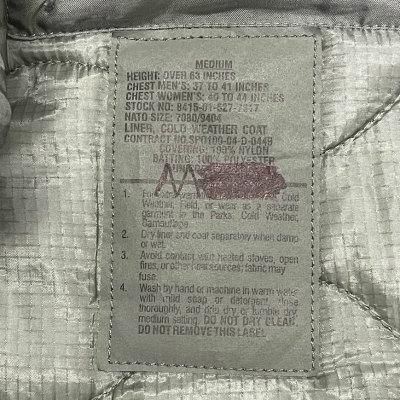 MEDIUM
HEIGHT: OVER 63 INCHES
CHEST MEN'S: 37 TO 41 INCHES
CHEST WOMEN'S: 40 TO 44 INCHES
STOCK NO: 8415-01-527-
NATO SIZE: 7080/9404
LINER, COLD WEATHER COAT
CONTRACT NO. SPO100-04-D-0449
COVERING: 100% NYLON
BATTING: 100% POLYESTER
AA
1. For Cold
Weather, Field, or wear as a separate
garment in the Parka, Cold Weather,
Camouflage.
2. Dry liner and coat separately when damp
or wet.
3. Avoid contact with heated stoves, open
fires, or other heat sources; fabric may
fuse.
4. Wash by hand or machine in warm water
with mild soap or detergent, rinse
thoroughly, and drip dry or tumble dry
medium setting. DO NOT DRY CLEAN
DO NOT REMOVE THIS LABEL